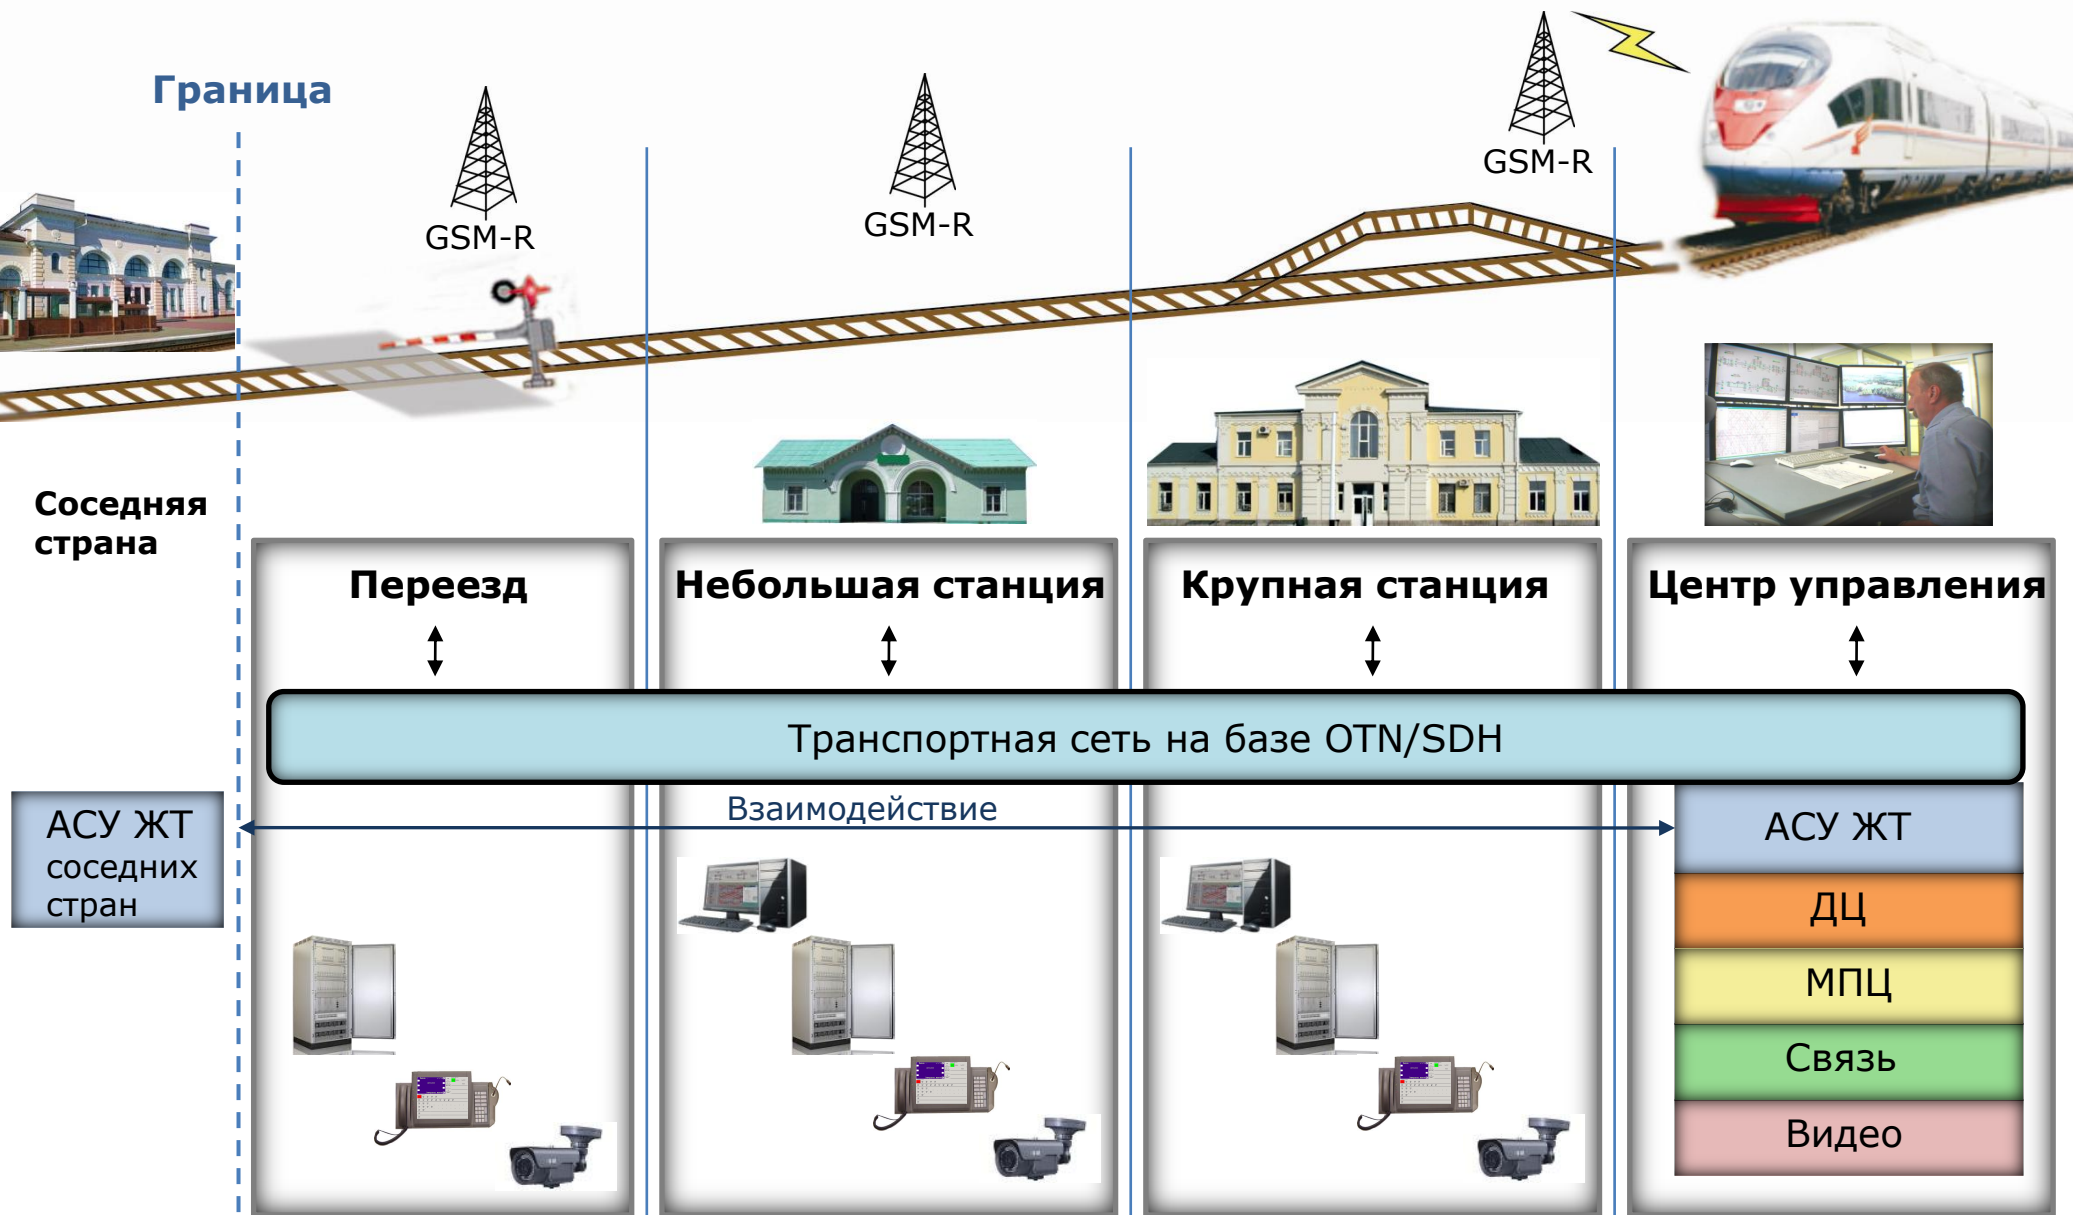 Граница
GSM-R
GSM-R
GSM-R
Соседняя
страна
Переезд
Небольшая станция
Крупная станция
Центр управления
Транспортная сеть на базе OTN/SDH
Взаимодействие
АСУ ЖТ
соседних
стран
АСУ ЖТ
ДЦ
МПЦ
Связь
Видео